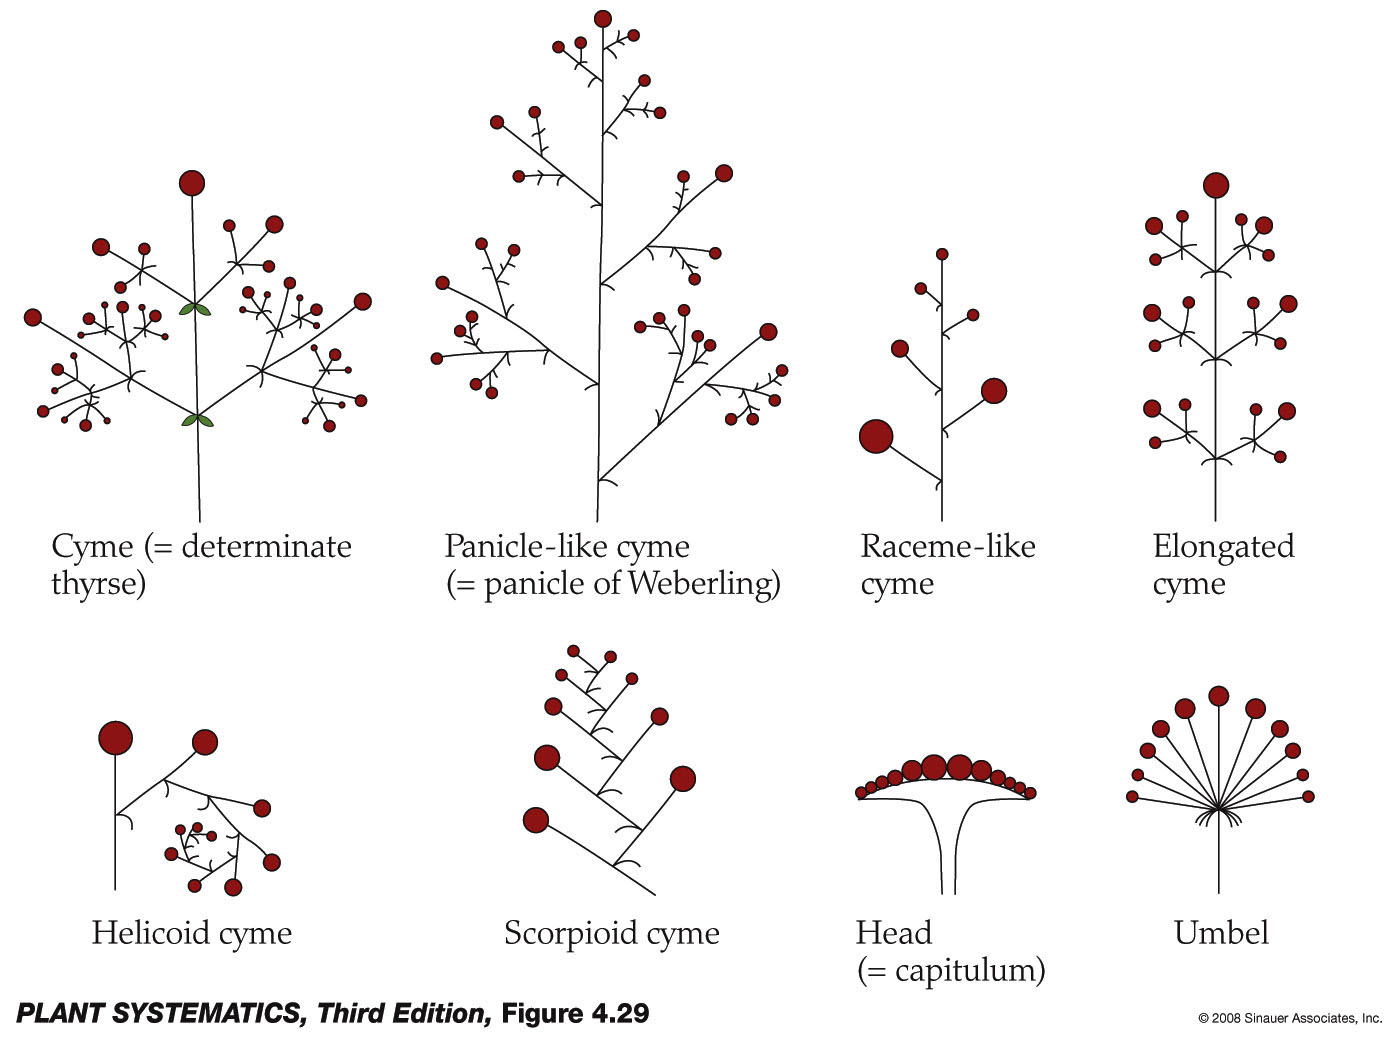 Cyme (= determinate
thyrse)
Panicle-like cyme
(= panicle of Weberling)
Raceme-like
cyme
Elongated
cyme
Helicoid cyme
Scorpioid cyme
Head
(= capitulum)
Umbel
PLANT SYSTEMATICS, Third Edition, Figure 4.29
© 2008 Sinauer Associates, Inc.